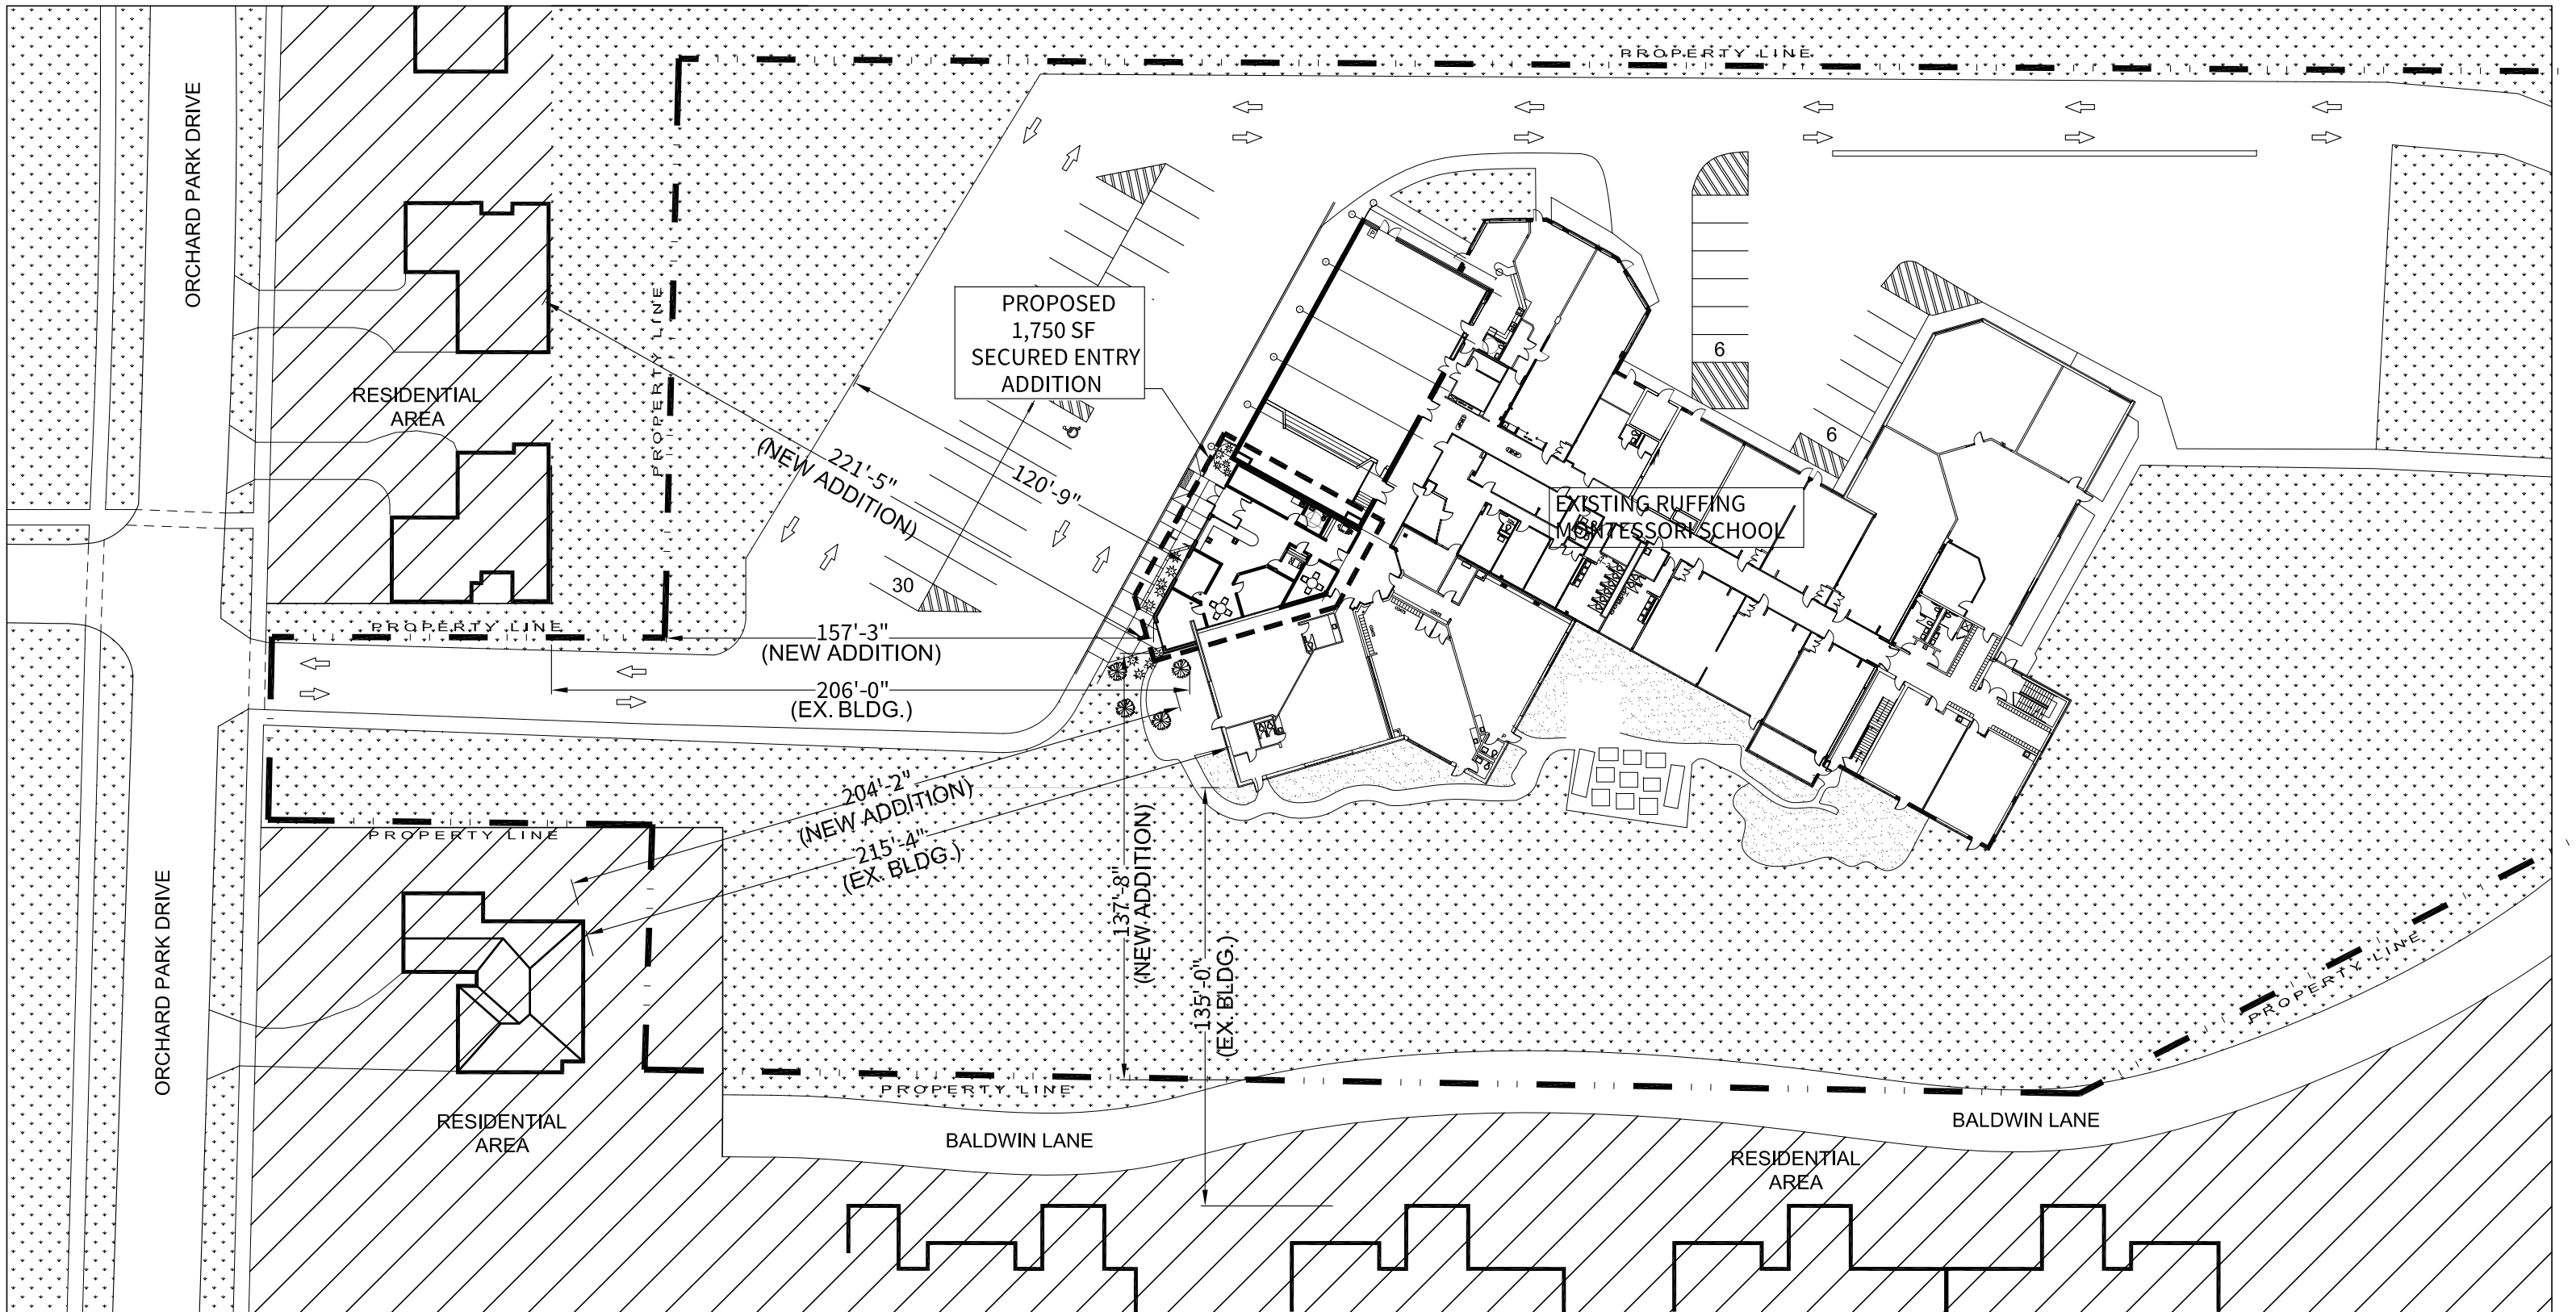 PROPERTY LINE
ORCHARD PARK DRIVE
PROPERTY LINE
PROPOSED
1,750 SF
SECURED ENTRY
ADDITION
6
6
RESIDENTIAL
AREA
221'-5"
(NEW ADDITION)
120'-9"
EXISTING RUFFING
MONTESSORI SCHOOL
30
PROPERTY LINE
157'-3"
(NEW ADDITION)
206'-0"
(EX. BLDG.)
204'-2"
(NEW ADDITION)
215'-4"
(EX. BLDG.)
PROPERTY LINE
137'-8"
(NEW ADDITION)
135'-0"
(EX. BLDG.)
ORCHARD PARK DRIVE
PROPERTY LINE
PROPERTY LINE
RESIDENTIAL
AREA
BALDWIN LANE
BALDWIN LANE
RESIDENTIAL
AREA